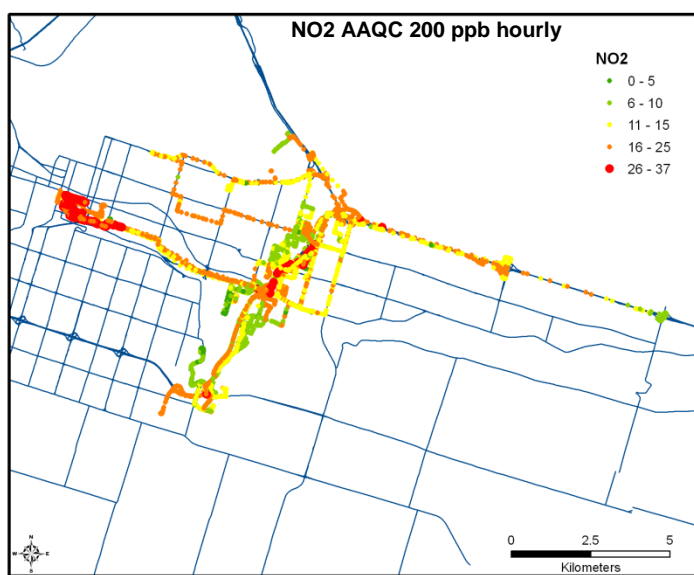 NO2 AAQC 200 ppb hourly
NO2
0 - 5
6 - 10
11 - 15
16 - 25
26 - 37
N
W E
S
0 2.5 5
Kilometers